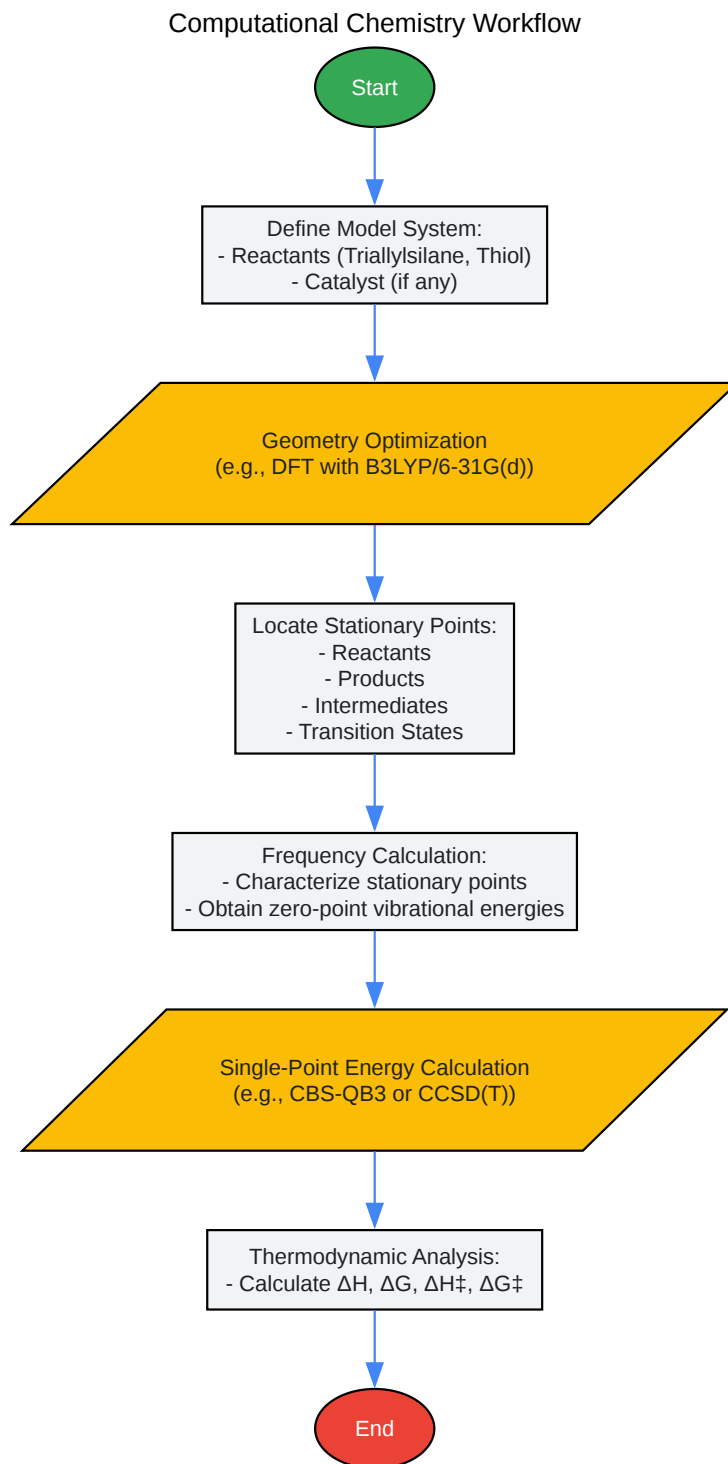 Computational Chemistry Workflow
Start
Define Model System:
- Reactants (Triallylsilane, Thiol)
- Catalyst (if any)
Geometry Optimization
(e.g., DFT with B3LYP/6-31G(d))
Locate Stationary Points:
- Reactants
- Products
- Intermediates
- Transition States
Frequency Calculation:
- Characterize stationary points
- Obtain zero-point vibrational energies
Single-Point Energy Calculation
(e.g., CBS-QB3 or CCSD(T))
Thermodynamic Analysis:
- Calculate ΔH, ΔG, ΔH‡, ΔG‡
End